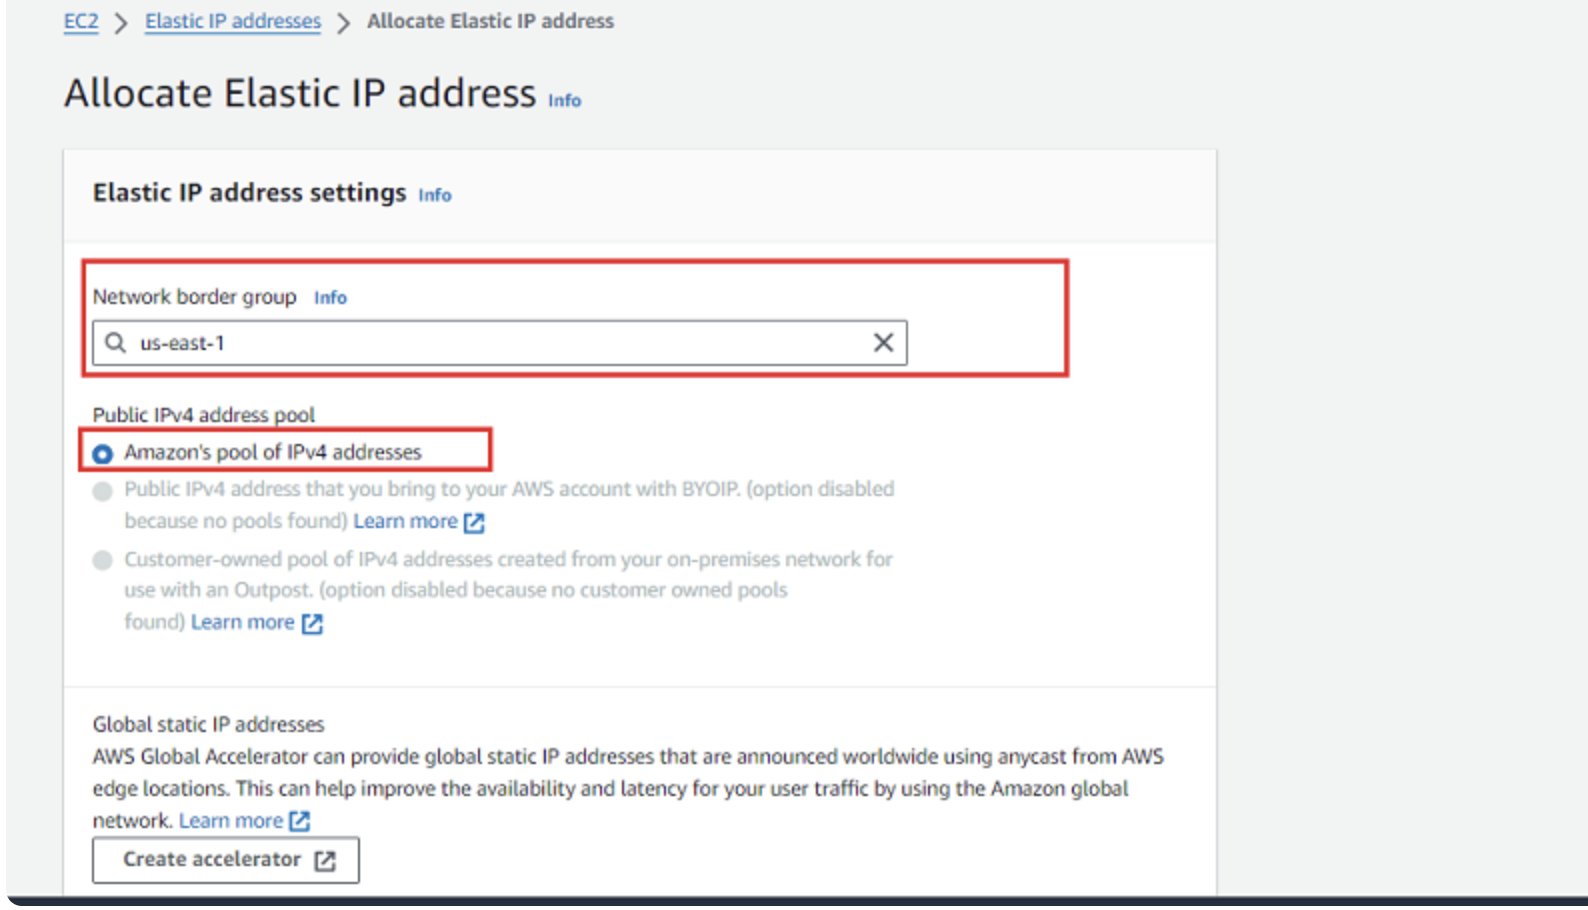 EC2 > Elastic IP addresses > Allocate Elastic IP address
Allocate Elastic IP address Info
Elastic IP address settings Info
Network border group Info
us-east-1
Public IPv4 address pool
Amazon's pool of IPv4 addresses
Public IPv4 address that you bring to your AWS account with BYOIP. (option disabled
because no pools found) Learn more
Customer-owned pool of IPv4 addresses created from your on-premises network for
use with an Outpost. (option disabled because no customer owned pools
found) Learn more
Global static IP addresses
AWS Global Accelerator can provide global static IP addresses that are announced worldwide using anycast from AWS
edge locations. This can help improve the availability and latency for your user traffic by using the Amazon global
network. Learn more
Create accelerator